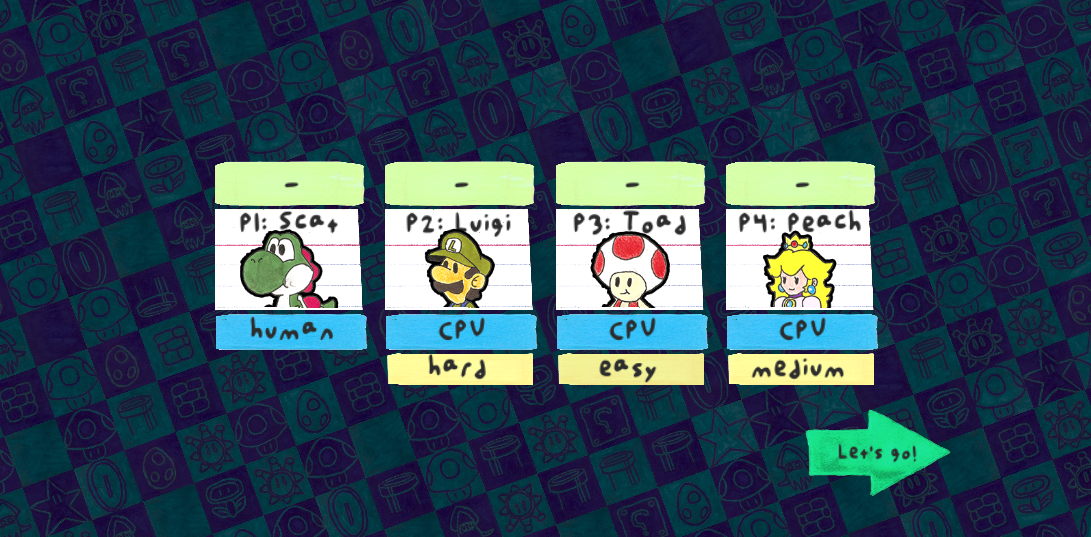 - - - -
P1: Scat P2: Luigi P3: Toad P4: Peach
L
human CPU CPU CPU
hard easy medium
Let's go!